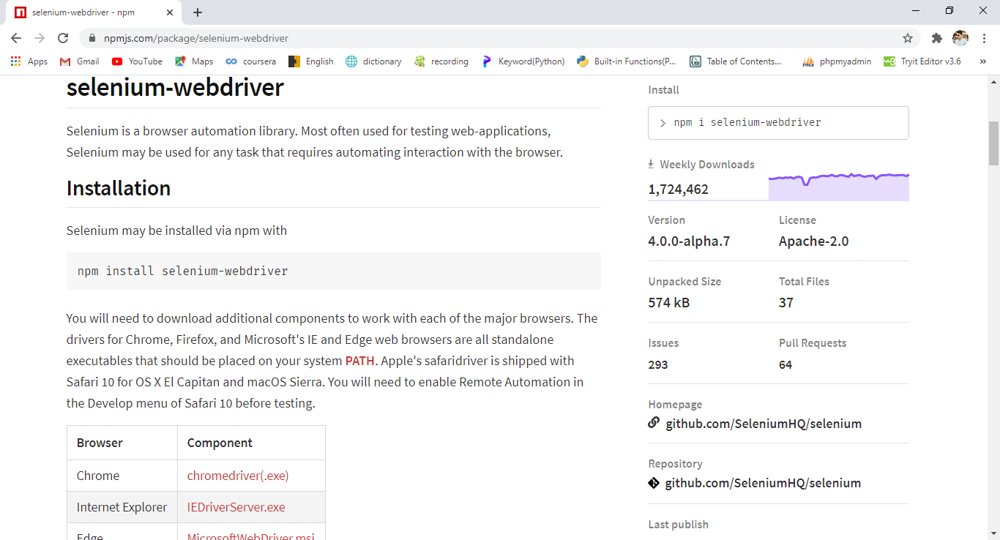 selenium-webdriver - npm
npmjs.com/package/selenium-webdriver
Apps Gmail YouTube Maps coursera English dictionary recording Keyword(Python) Built-in Functions(P... Table of Contents... phpmyadmin Tryit Editor v3.6 »
selenium-webdriver
Selenium is a browser automation library. Most often used for testing web-applications,
Selenium may be used for any task that requires automating interaction with the browser.
Installation
Selenium may be installed via npm with
npm install selenium-webdriver
You will need to download additional components to work with each of the major browsers. The
drivers for Chrome, Firefox, and Microsoft's IE and Edge web browsers are all standalone
executables that should be placed on your system PATH. Apple's safaridriver is shipped with
Safari 10 for OS X El Capitan and macOS Sierra. You will need to enable Remote Automation in
the Develop menu of Safari 10 before testing.
Browser Component
Chrome chromedriver(.exe)
Internet Explorer IEDriverServer.exe
Edge MicrosoftWebDriver.msi
Install
> npm i selenium-webdriver
Weekly Downloads
1,724,462
Version License
4.0.0-alpha.7 Apache-2.0
Unpacked Size Total Files
574 kB 37
Issues Pull Requests
293 64
Homepage
github.com/SeleniumHQ/selenium
Repository
github.com/SeleniumHQ/selenium
Last publish